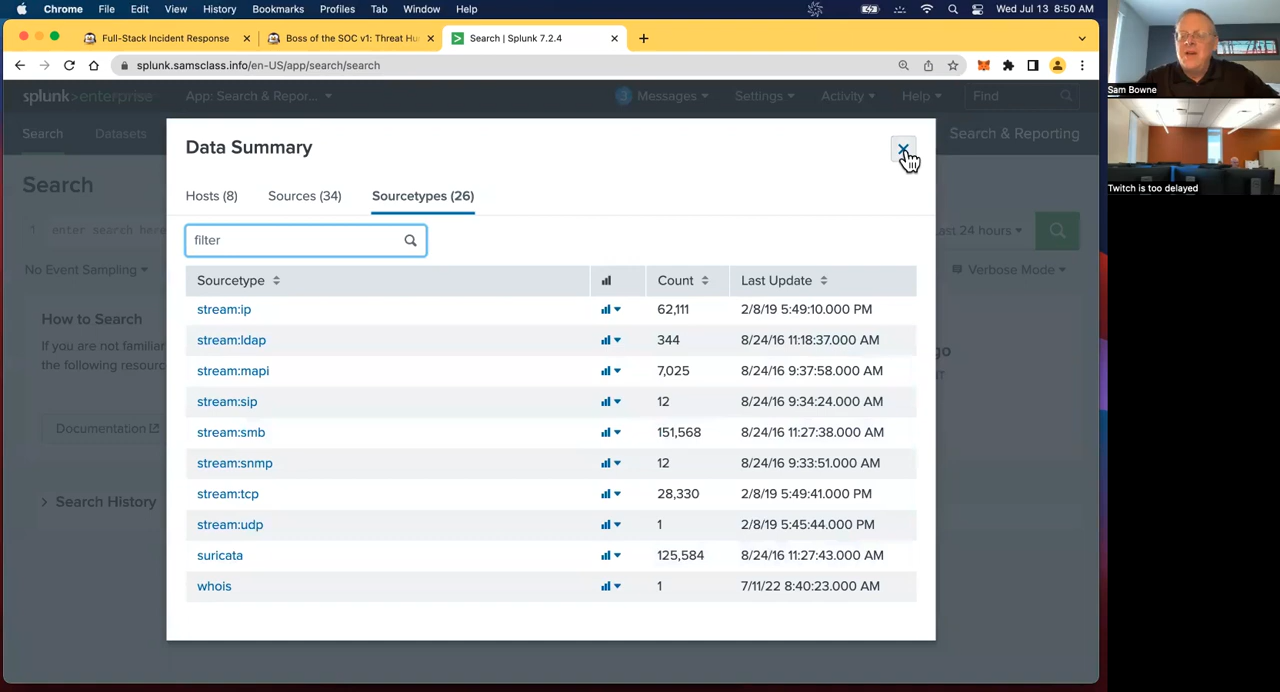 Chrome File Edit View History Bookmarks Profiles Tab Window Help Wed Jul 13 8:50 AM
Full-Stack Incident Response Boss of the SOC v1: Threat Hu Search | Splunk 7.2.4
splunk.samsclass.info/en-US/app/search/search
splunk>enterprise App: Search & Repor... 3 Messages Settings Activity Help Find
Search Datasets Search & Reporting
Data Summary
Search
Hosts (8) Sources (34) Sourcetypes (26)
1 enter search here ast 24 hours
filter
No Event Sampling Verbose Mode
Sourcetype Count Last Update
How to Search
stream:ip 62,111 2/8/19 5:49:10.000 PM
If you are not familiar
stream:ldap 344 8/24/16 11:18:37.000 AM
the following resourc
stream:mapi 7,025 8/24/16 9:37:58.000 AM
stream:sip 12 8/24/16 9:34:24.000 AM
Documentation
stream:smb 151,568 8/24/16 11:27:38.000 AM
stream:snmp 12 8/24/16 9:33:51.000 AM
Search History
stream:tcp 28,330 2/8/19 5:49:41.000 PM
stream:udp 1 2/8/19 5:45:44.000 PM
suricata 125,584 8/24/16 11:27:43.000 AM
whois 1 7/11/22 8:40:23.000 AM
Sam Bowne
Twitch is too delayed